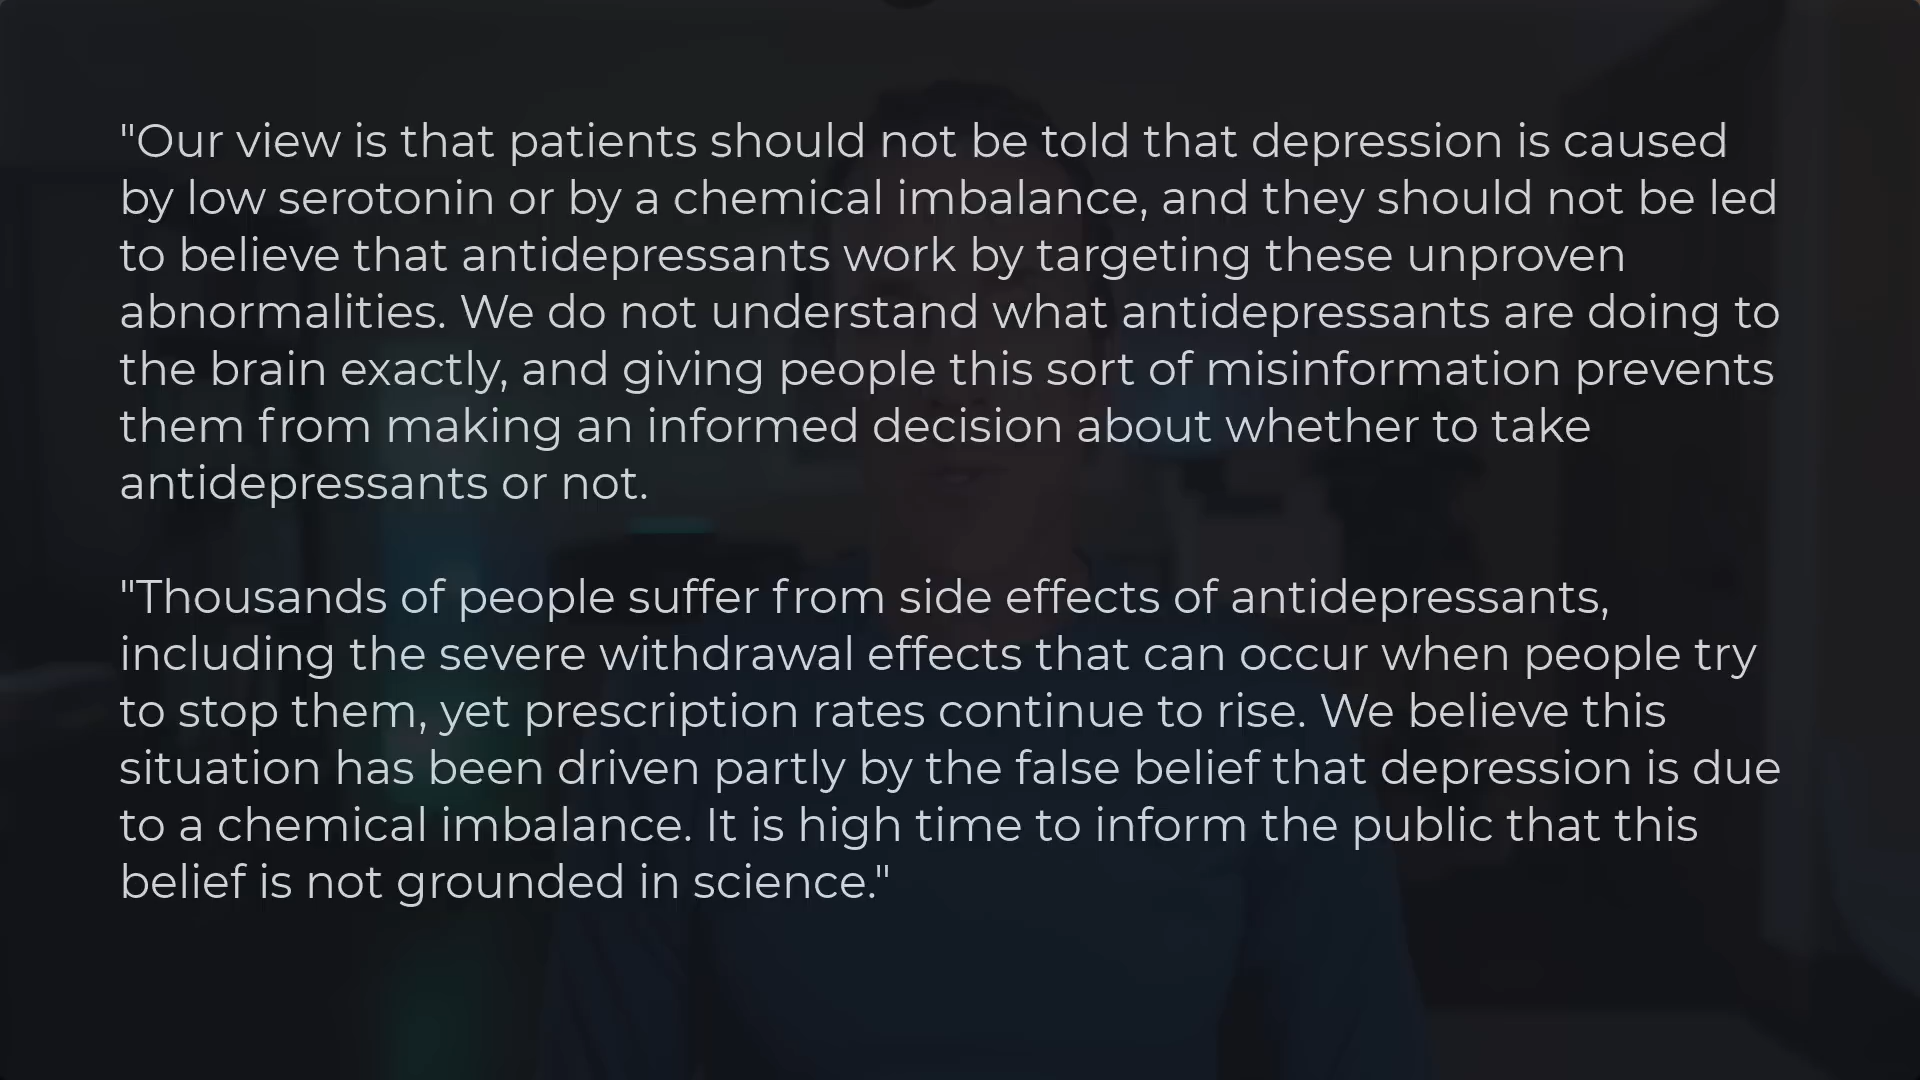 "Our view is that patients should not be told that depression is caused
by low serotonin or by a chemical imbalance, and they should not be led
to believe that antidepressants work by targeting these unproven
abnormalities. We do not understand what antidepressants are doing to
the brain exactly, and giving people this sort of misinformation prevents
them from making an informed decision about whether to take
antidepressants or not.
"Thousands of people suffer from side effects of antidepressants,
including the severe withdrawal effects that can occur when people try
to stop them, yet prescription rates continue to rise. We believe this
situation has been driven partly by the false belief that depression is due
to a chemical imbalance. It is high time to inform the public that this
belief is not grounded in science."